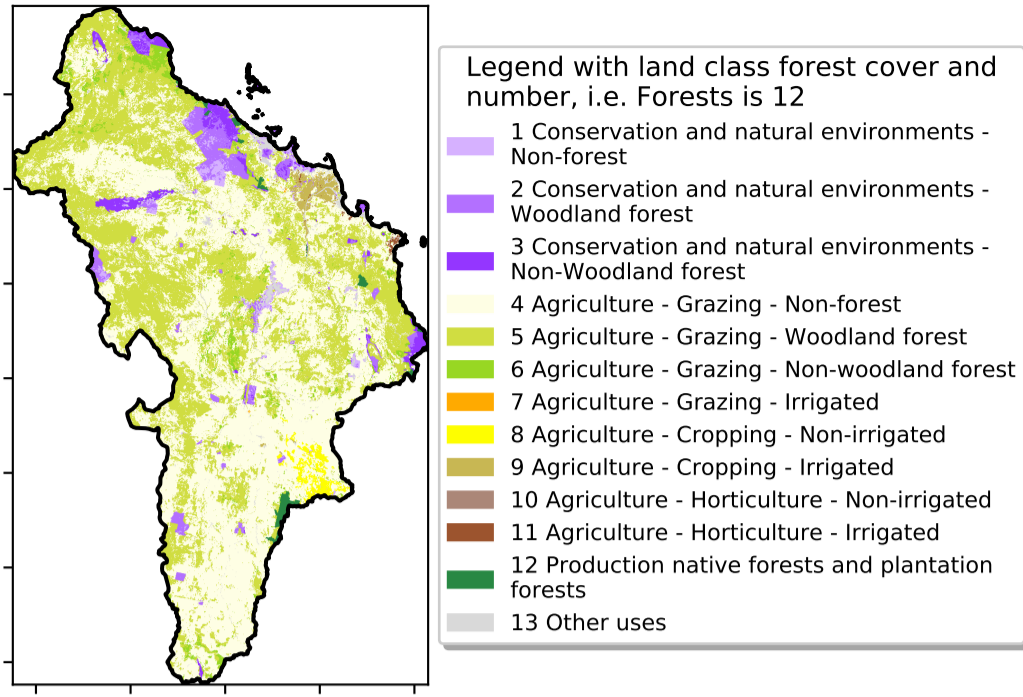 Legend with land class forest cover and
number, i.e. Forests is 12
1 Conservation and natural environments -
Non-forest
2 Conservation and natural environments -
Woodland forest
3 Conservation and natural environments -
Non-Woodland forest
4 Agriculture - Grazing - Non-forest
5 Agriculture - Grazing - Woodland forest
6 Agriculture - Grazing - Non-woodland forest
7 Agriculture - Grazing - Irrigated
8 Agriculture - Cropping - Non-irrigated
9 Agriculture - Cropping - Irrigated
10 Agriculture - Horticulture - Non-irrigated
11 Agriculture - Horticulture - Irrigated
12 Production native forests and plantation
forests
13 Other uses